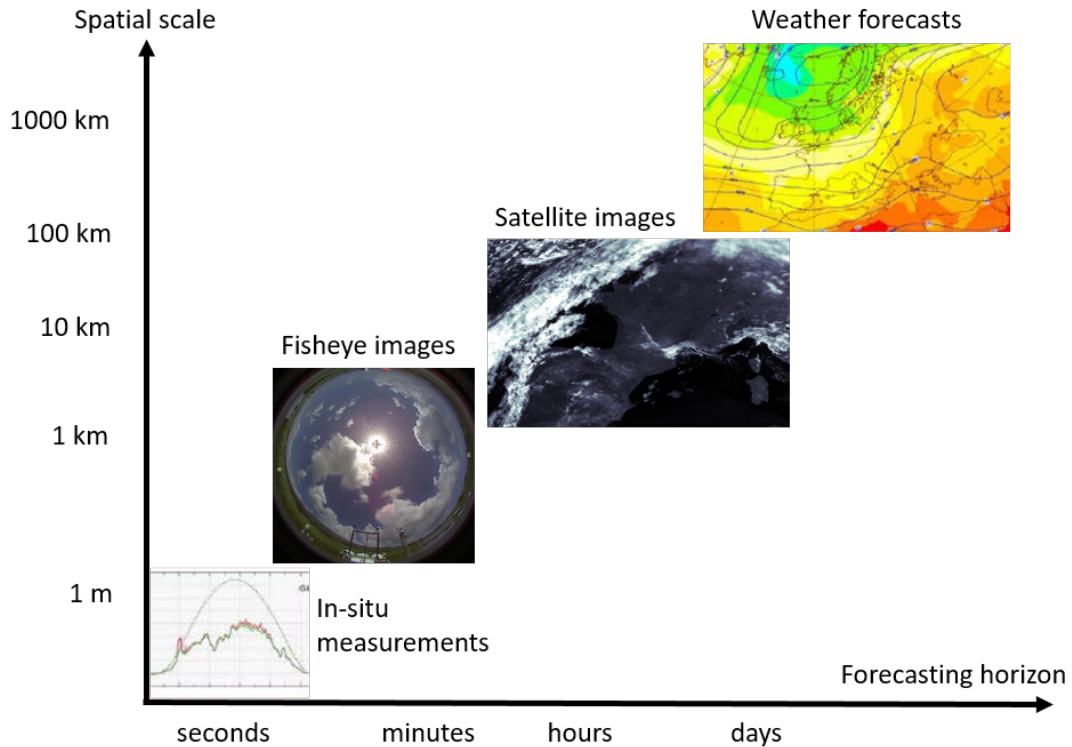 Spatial scale
Weather forecasts
1000 km
Satellite images
100 km
10 km
Fisheye images
1 km
1 m
In-situ
measurements
Forecasting horizon
seconds
minutes
hours
days